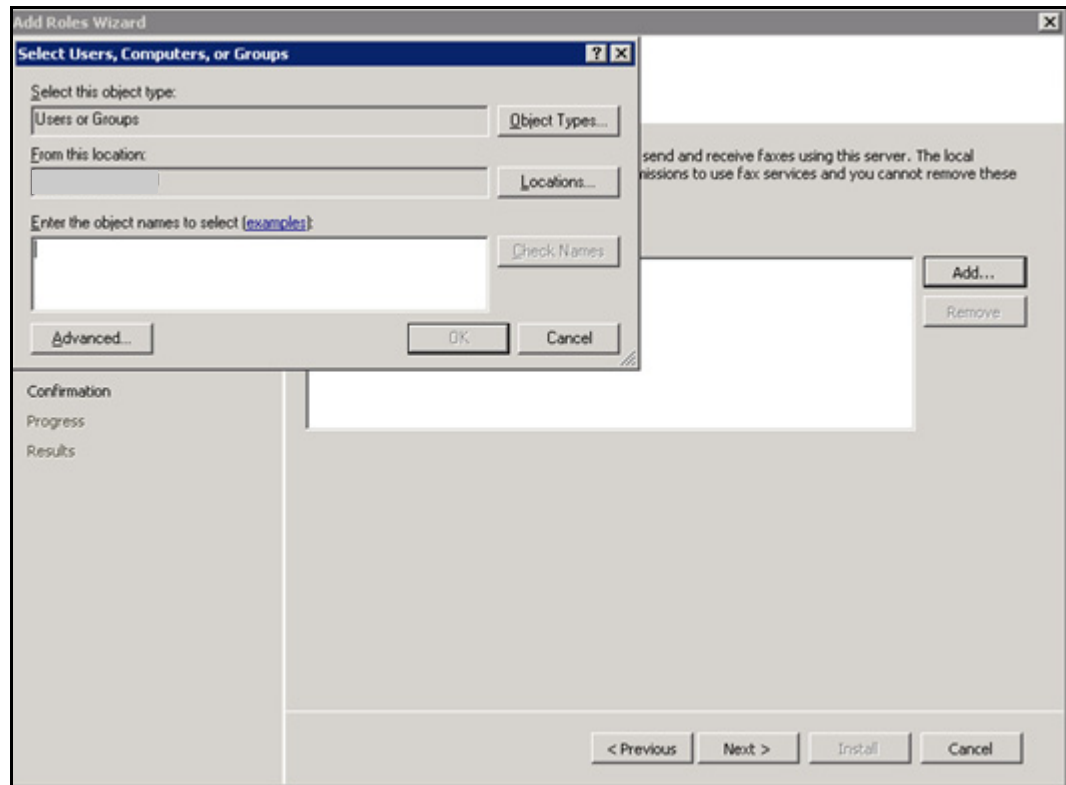 Add Roles Wizard
Select Users, Computers, or Groups
Select this object type:
Users or Groups
Object Types...
From this location:
Locations...
Enter the object names to select (examples):
Check Names
Advanced...
OK
Cancel
send and receive faxes using this server. The local
missions to use fax services and you cannot remove these
Add...
Remove
Confirmation
Progress
Results
< Previous
Next >
Install
Cancel